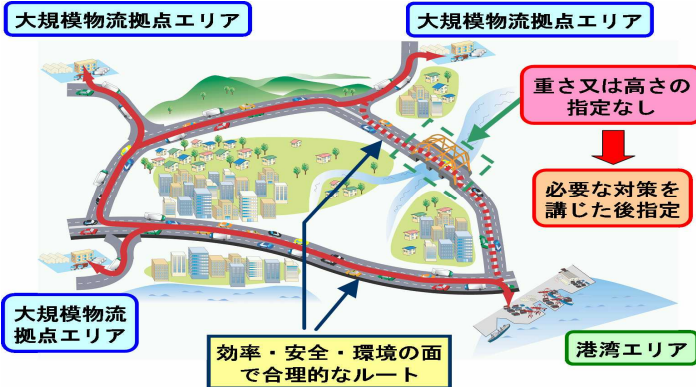 大規模物流拠点エリア
大規模物流拠点エリア
重さ又は高さの
指定なし
必要な対策を
講じた後指定
大規模物流
拠点エリア
効率・安全・環境の面
で合理的なルート
港湾エリア